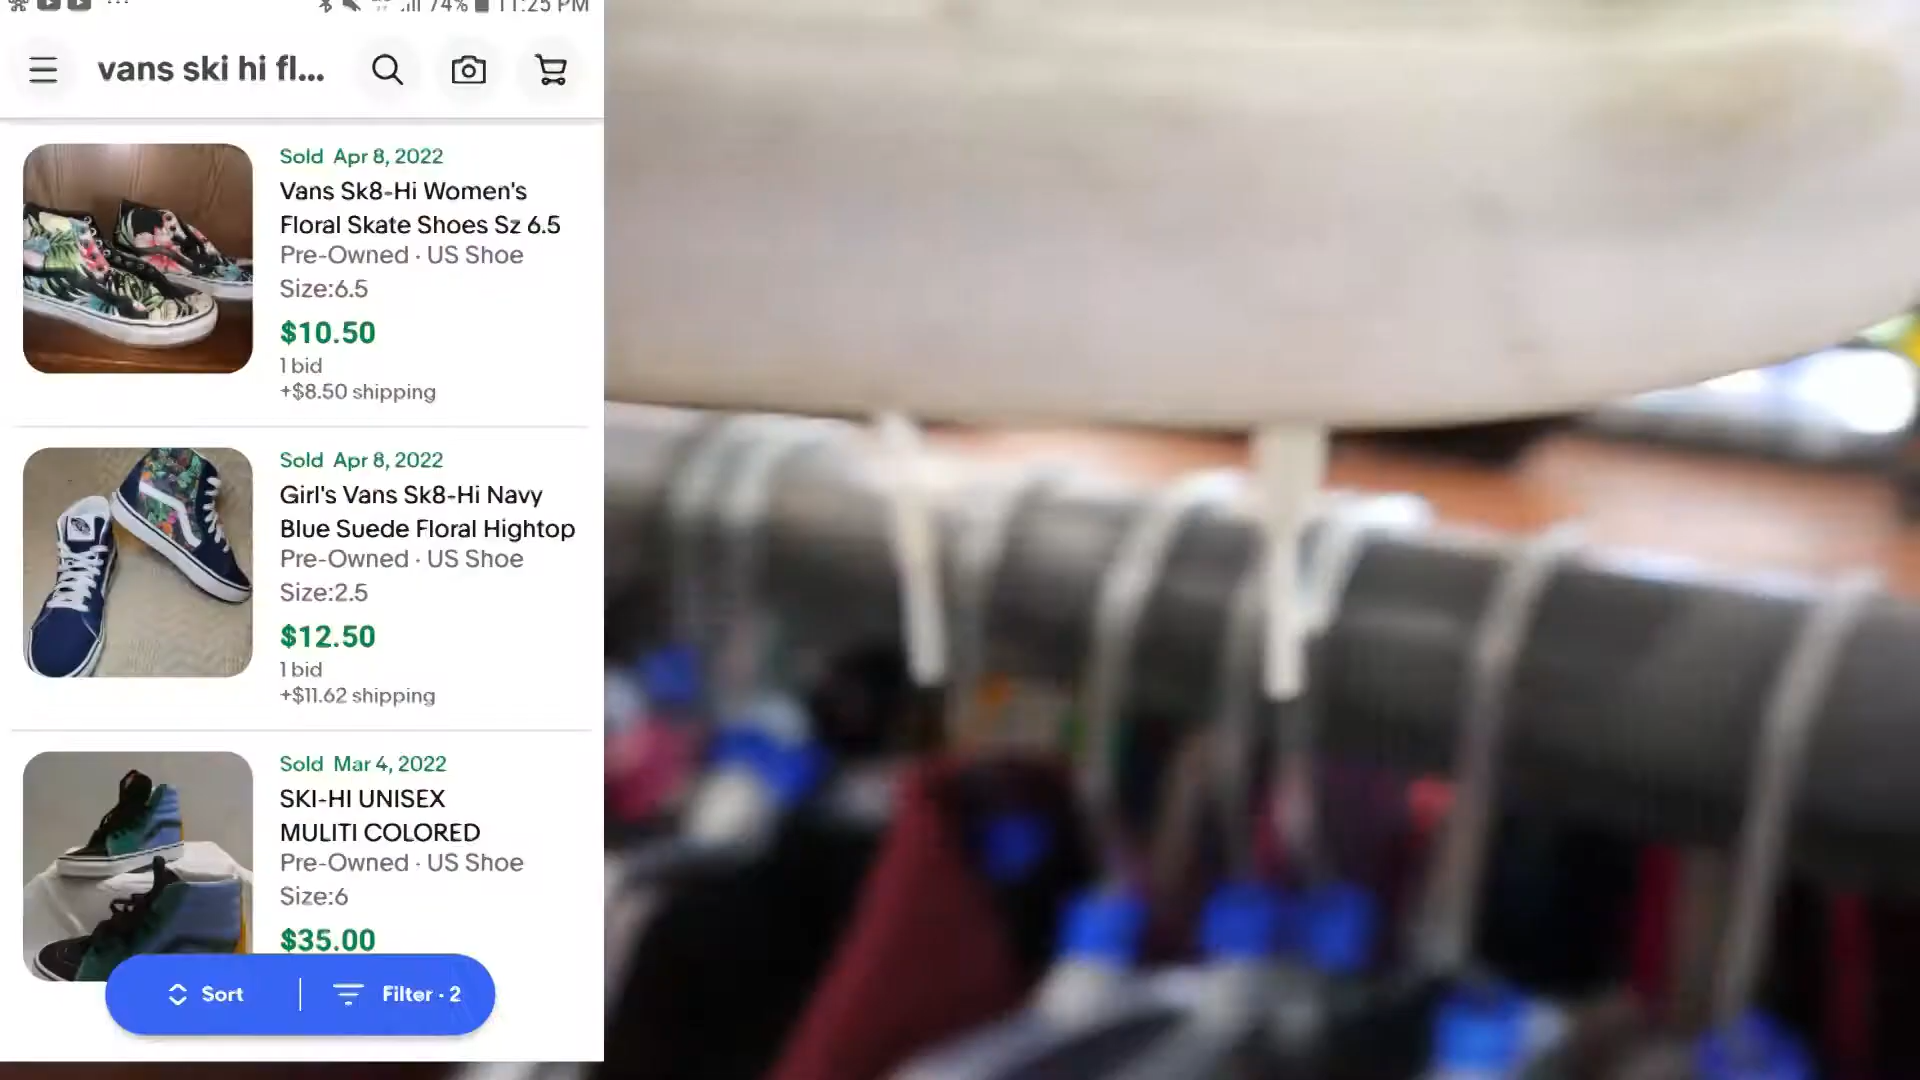 74% 11:25 PM
vans ski hi fl...
Sold Apr 8, 2022
Vans Sk8-Hi Women's
Floral Skate Shoes Sz 6.5
Pre-Owned · US Shoe
Size:6.5
$10.50
1 bid
+$8.50 shipping
Sold Apr 8, 2022
Girl's Vans Sk8-Hi Navy
Blue Suede Floral Hightop
Pre-Owned · US Shoe
Size:2.5
$12.50
1 bid
+$11.62 shipping
Sold Mar 4, 2022
SKI-HI UNISEX
MULITI COLORED
Pre-Owned · US Shoe
Size:6
$35.00
Sort
Filter · 2